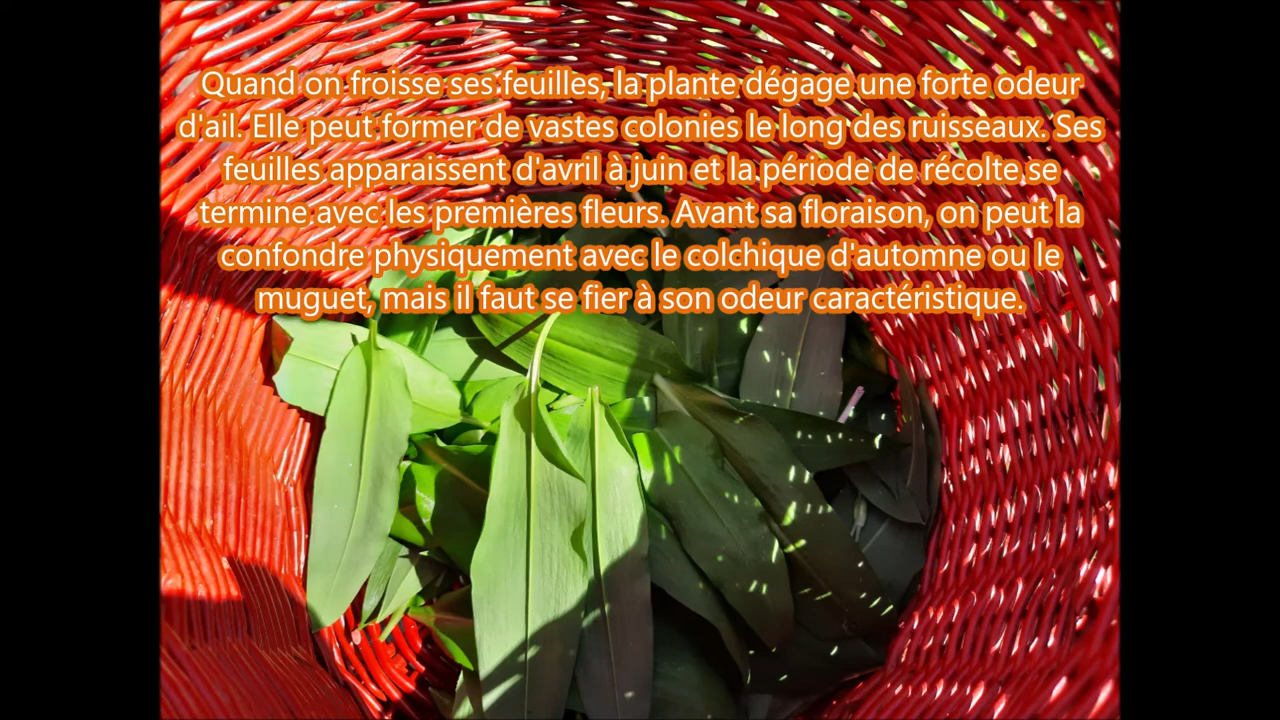 Quand on froisse ses feuilles, la plante dégage une forte odeur
d'ail. Elle peut former de vastes colonies le long des ruisseaux. Ses
feuilles apparaissent d'avril à juin et la période de récolte se
termine avec les premières fleurs. Avant sa floraison, on peut la
confondre physiquement avec le colchique d'automne ou le
muguet, mais il faut se fier à son odeur caractéristique.